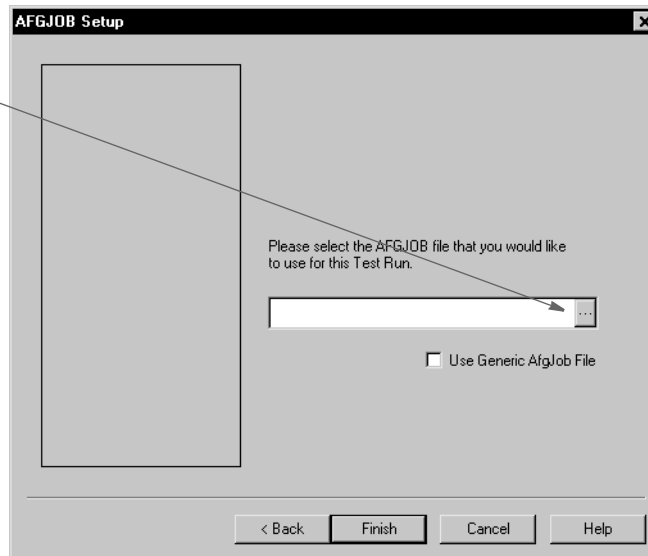 AFGJOB Setup
Please select the AFGJOB file that you would like
to use for this Test Run.
...
Use Generic AfgJob File
< Back
Finish
Cancel
Help